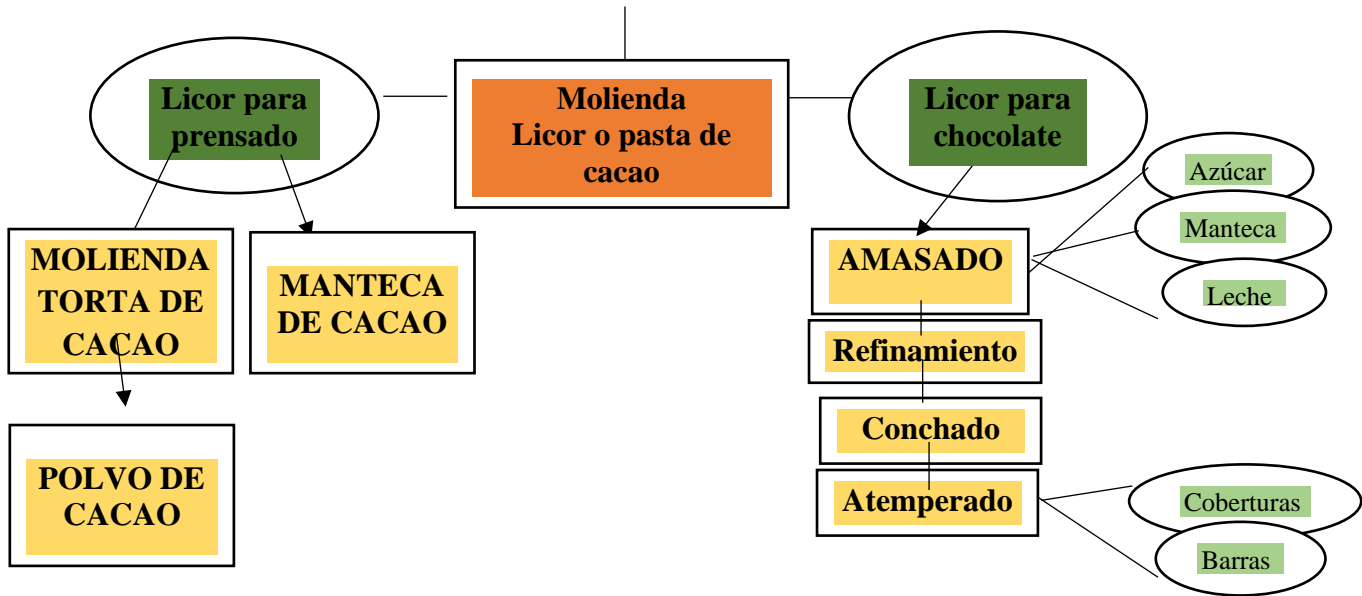 Licor para
prensado
Molienda
Licor o pasta de
cacao
Licor para
chocolate
Azúcar
Manteca
Leche
MOLIENDA
TORTA DE
CACAO
MANTECA
DE CACAO
AMASADO
Refinamiento
Conchado
Atemperado
POLVO DE
CACAO
Coberturas
Barras